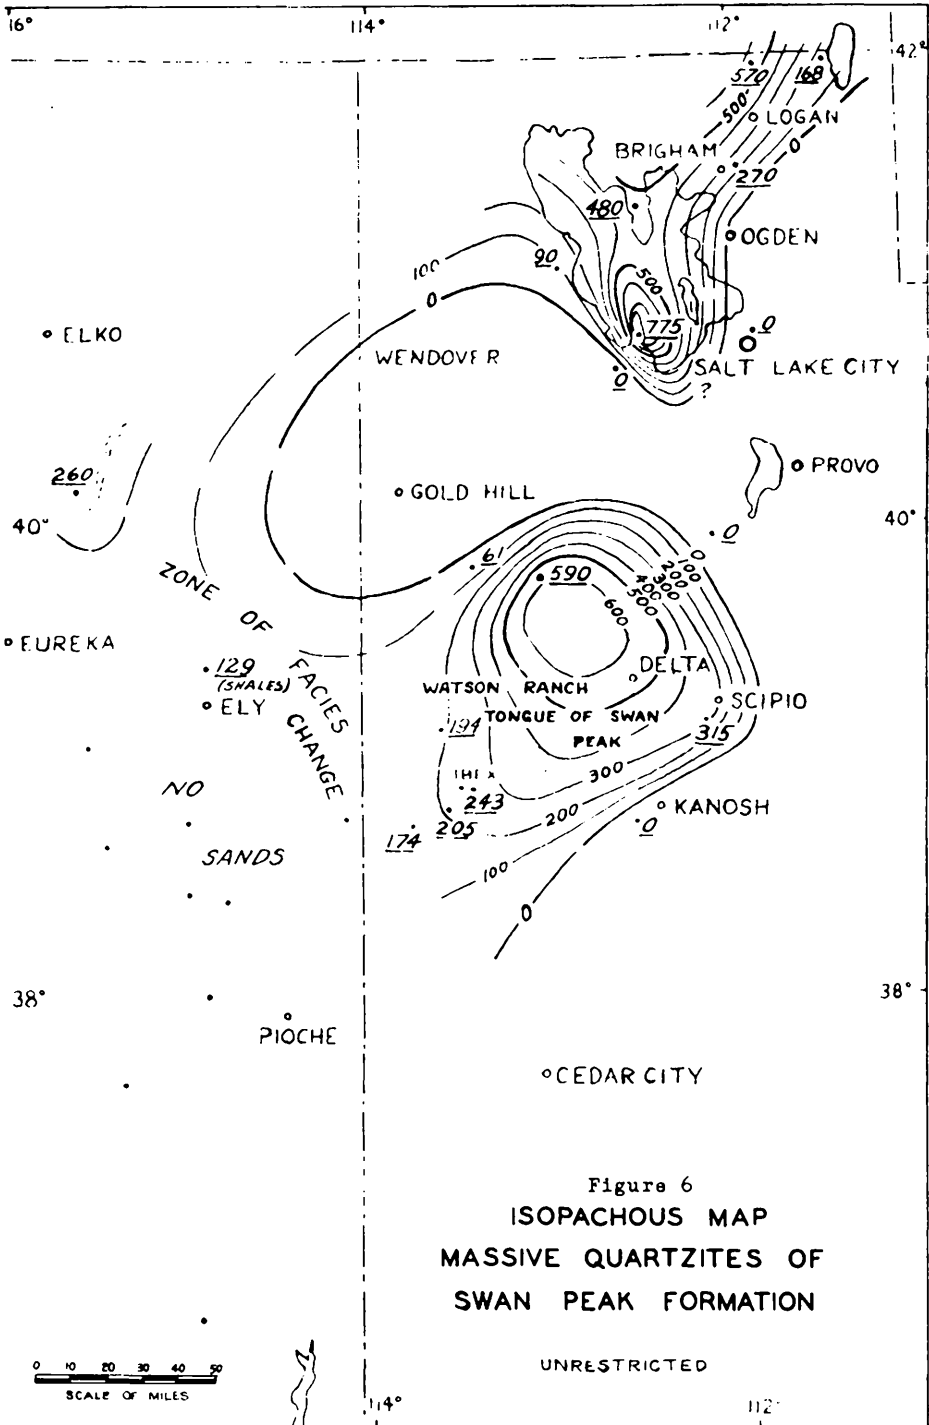 16° 114° 112°
42°
570 168
500
LOGAN
BRIGHAM
0
270
480
OGDEN
90
100
500
0
775
0
ELKO
WENDOVER
SALT LAKE CITY
0
?
PROVO
260
GOLD HILL
40° 40°
0
61
0
100
200
300
400
500
590
600
ZONE OF FACIES CHANGE
EUREKA
129
(SHALES)
DELTA
ELY
WATSON RANCH
TONGUE OF SWAN
PEAK
SCIPIO
194
315
300
IHEX
243
NO
SANDS
KANOSH
200
205
0
174
100
0
38° 38°
PIOCHE
CEDAR CITY
Figure 6
ISOPACHOUS MAP
MASSIVE QUARTZITES OF
SWAN PEAK FORMATION
UNRESTRICTED
0 10 20 30 40 50
SCALE OF MILES
114° 112°